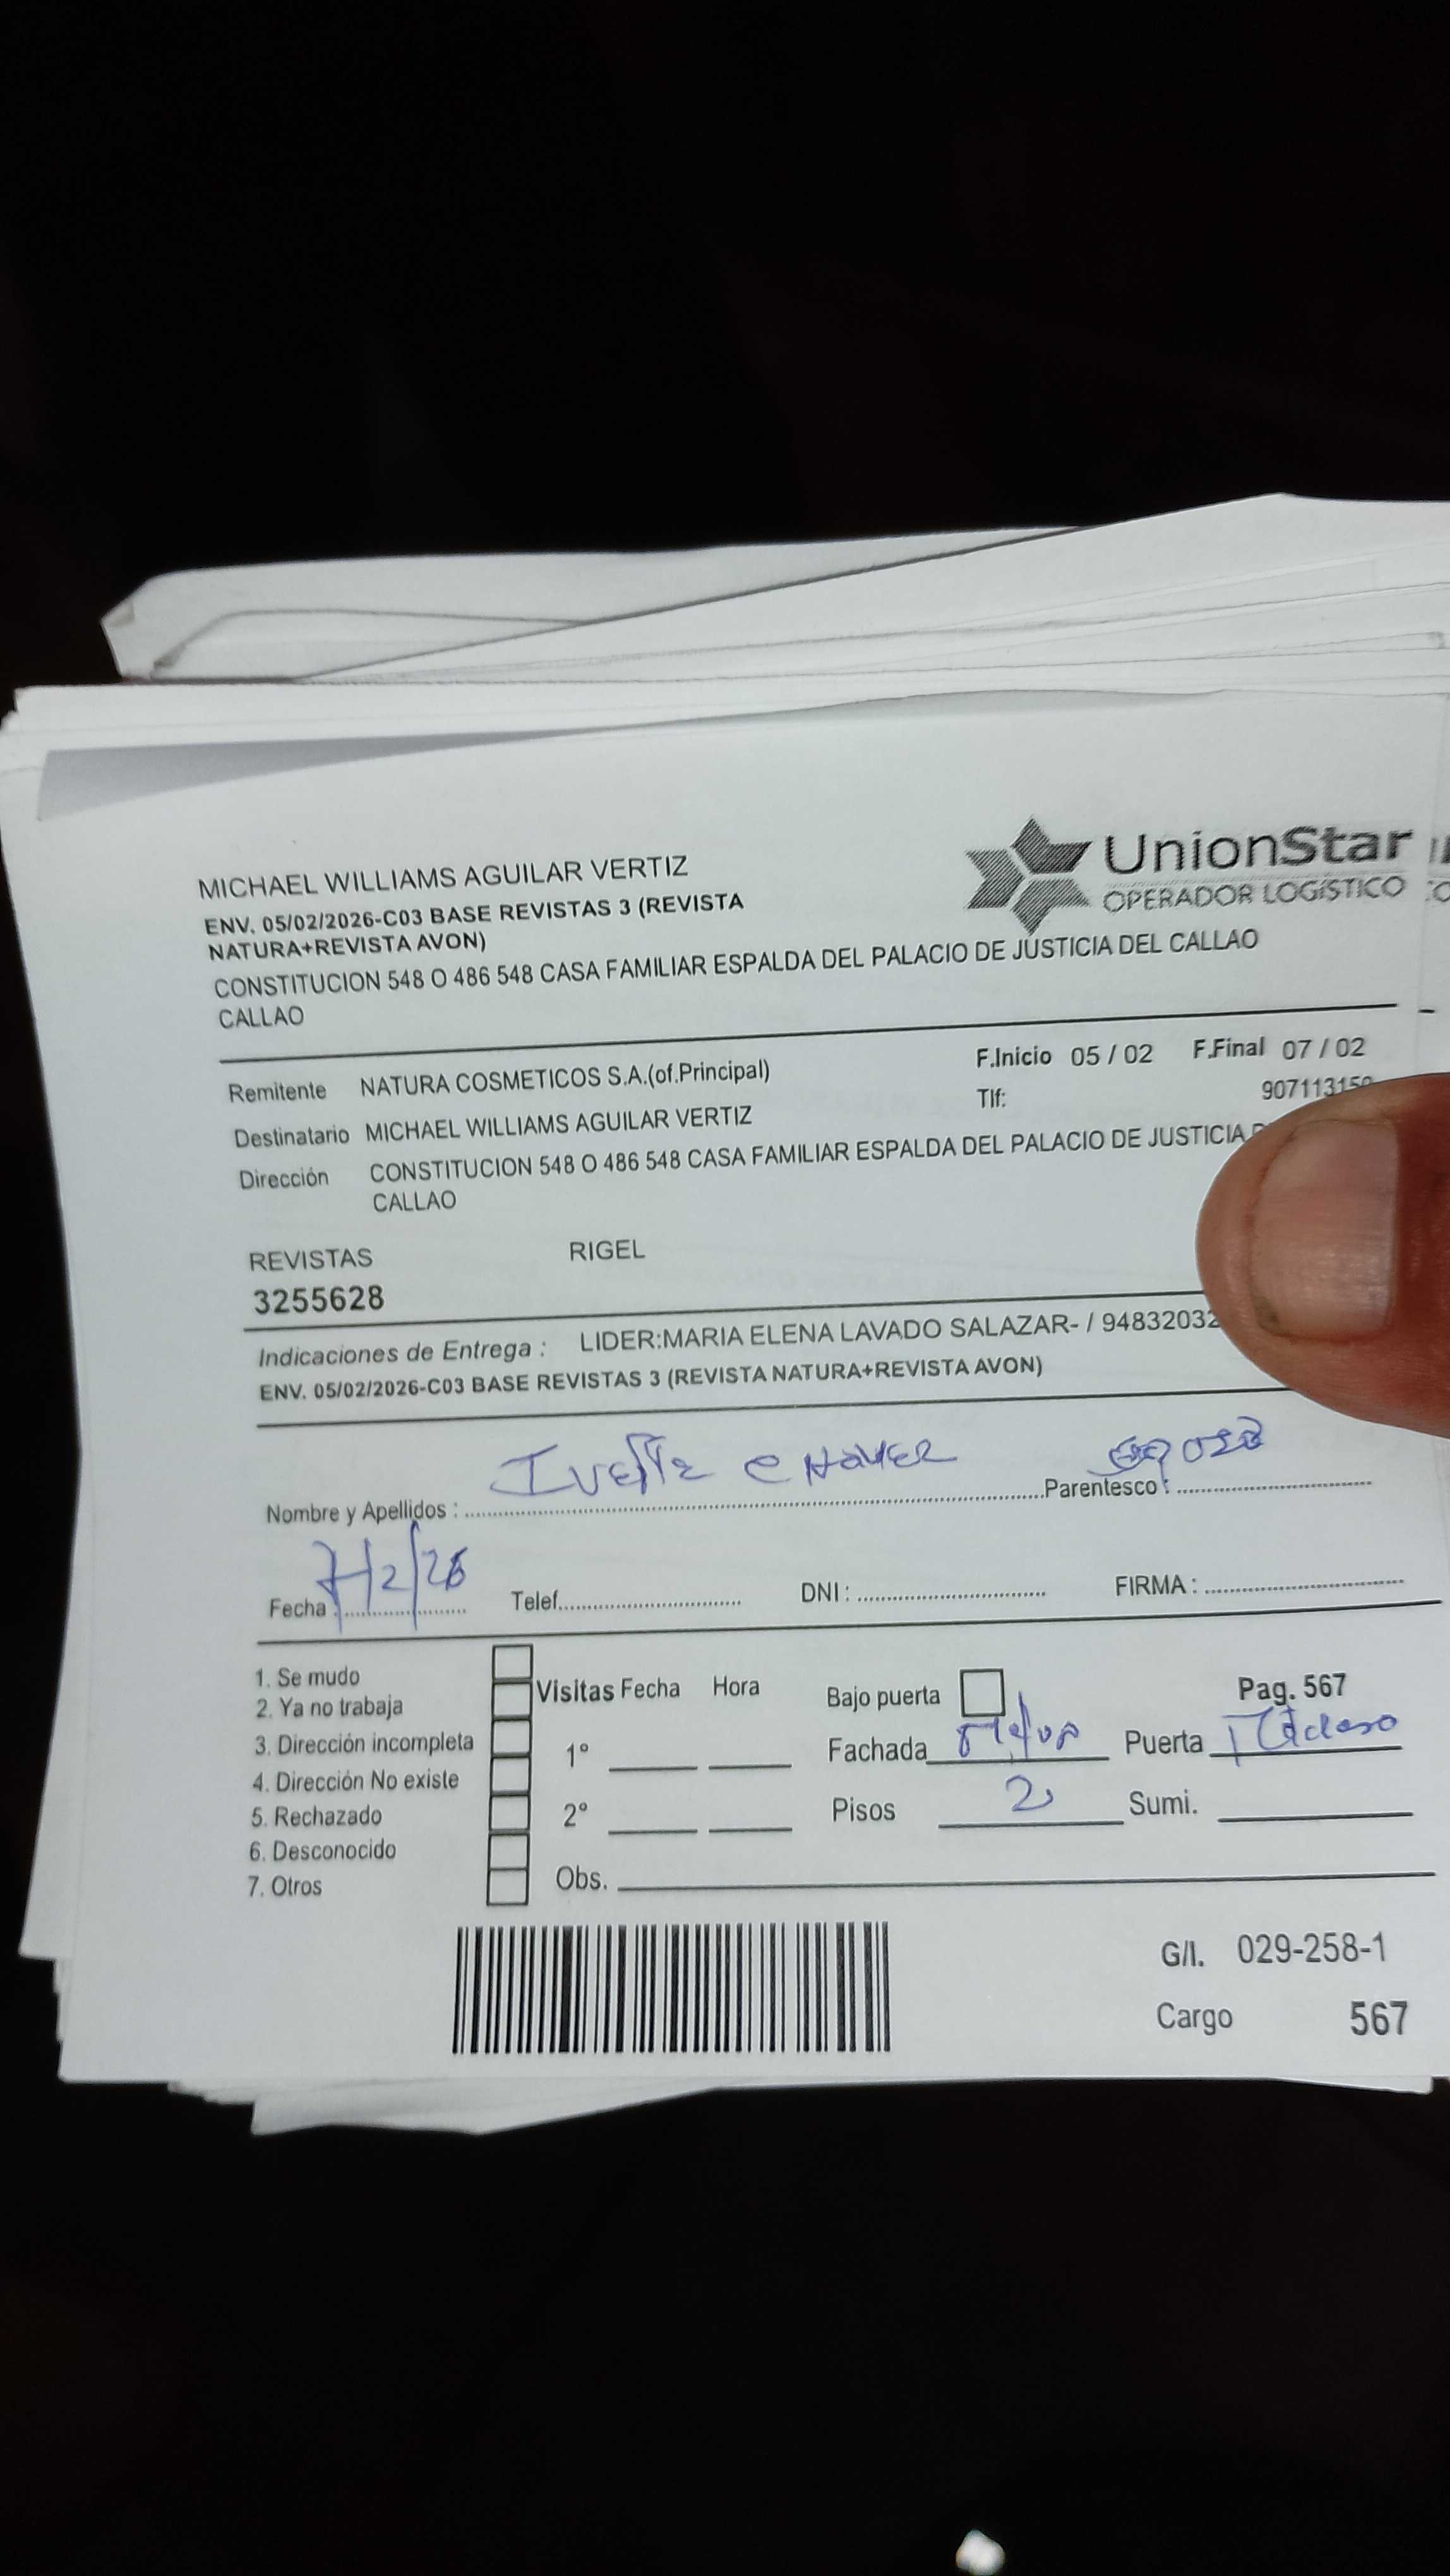 MICHAEL WILLIAMS AGUILAR VERTIZ
ENV. 05/02/2026-C03 BASE REVISTAS 3 (REVISTA
NATURA+REVISTA AVON)
CONSTITUCION 548 O 486 548 CASA FAMILIAR ESPALDA DEL PALACIO DE JUSTICIA DEL CALLAO
CALLAO
UnionStar
OPERADOR LOGÍSTICO
Remitente NATURA COSMETICOS S.A.(of.Principal)
F.Inicio 05 / 02 F.Final 07 / 02
Destinatario MICHAEL WILLIAMS AGUILAR VERTIZ
Tlf: 90711315
Dirección CONSTITUCION 548 O 486 548 CASA FAMILIAR ESPALDA DEL PALACIO DE JUSTICIA
CALLAO
REVISTAS RIGEL
3255628
Indicaciones de Entrega : LIDER:MARIA ELENA LAVADO SALAZAR- / 94832032
ENV. 05/02/2026-C03 BASE REVISTAS 3 (REVISTA NATURA+REVISTA AVON)
Nombre y Apellidos : Parentesco :
Fecha : 7/2/26 Telef. DNI : FIRMA :
1. Se mudo
2. Ya no trabaja
3. Dirección incompleta
4. Dirección No existe
5. Rechazado
6. Desconocido
7. Otros
Visitas Fecha Hora
1°
2°
Obs.
Bajo puerta
Pag. 567
Fachada Puerta
Pisos 2 Sumi.
G/I. 029-258-1
Cargo 567